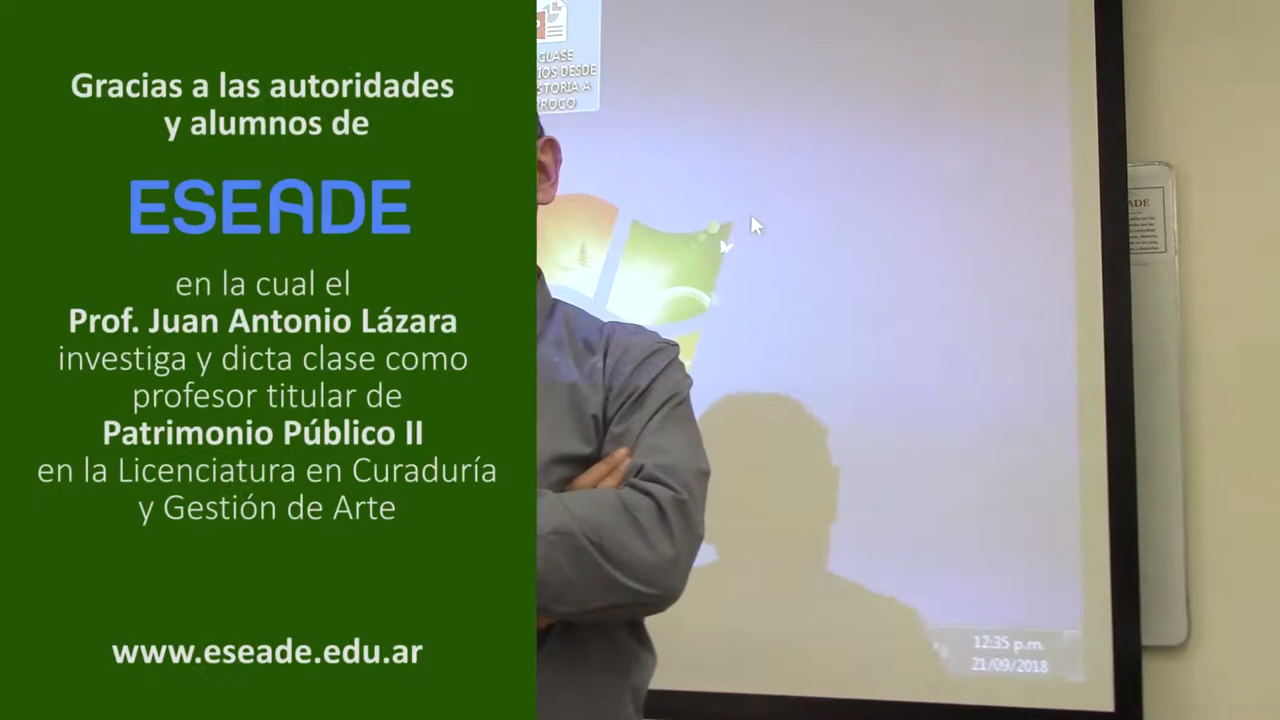 Gracias a las autoridades
y alumnos de
ESEADE
en la cual el
Prof. Juan Antonio Lázara
investiga y dicta clase como
profesor titular de
Patrimonio Público II
en la Licenciatura en Curaduría
y Gestión de Arte
www.eseade.edu.ar
CLASE
DESDE
A
12:35 p.m.
21/09/2018